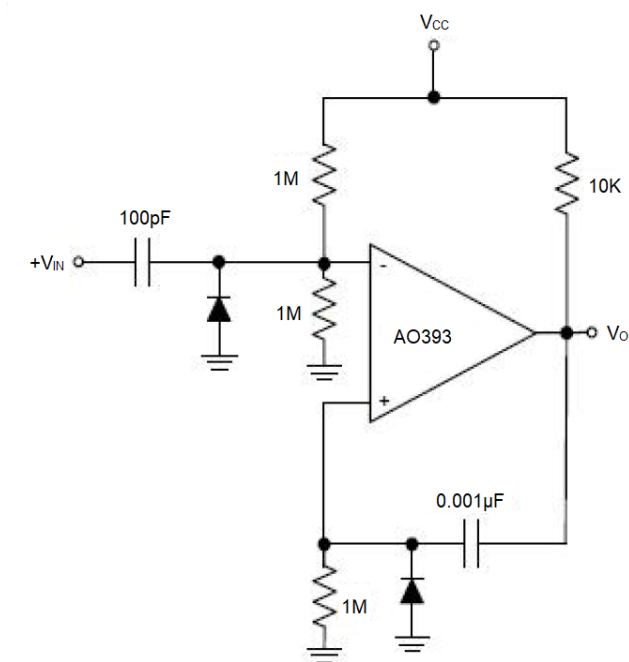 VCC
1M
10K
100pF
+VIN
-
1M
AO393
VO
+
0.001µF
1M